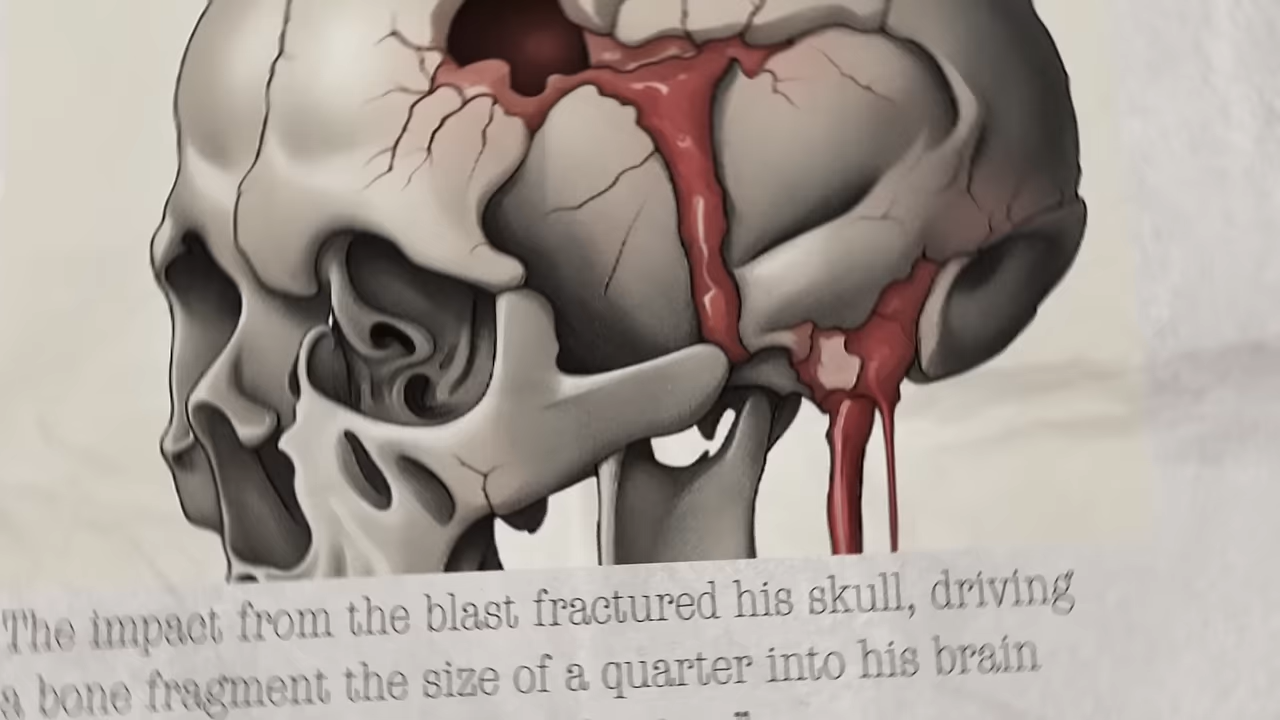 The impact from the blast fractured his skull, driving
a bone fragment the size of a quarter into his brain